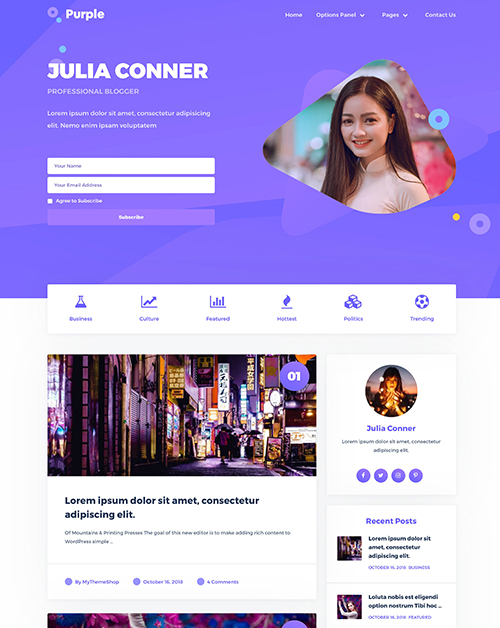 Purple
Home Options Panel Pages Contact Us
JULIA CONNER
PROFESSIONAL BLOGGER
Lorem ipsum dolor sit amet, consectetur adipisicing
elit. Nemo enim ipsam voluptatem
Your Name
Your Email Address
Agree to Subscribe
Subscribe
Business Culture Featured Hottest Politics Trending
01
Lorem ipsum dolor sit amet, consectetur
adipiscing elit.
Of Mountains & Printing Presses The goal of this new editor is to make adding rich content to
WordPress simple ...
By MyThemeShop October 16, 2018 4 Comments
Julia Conner
Lorem ipsum dolor sit amet, consectetur
adipisicing elit,
Recent Posts
Lorem ipsum dolor sit
amet, consectetur
adipiscing elit.
OCTOBER 16, 2018 BUSINESS
Loluta nobis est eligendi
option nostrum Tibi hoc ...
OCTOBER 16, 2018 FEATURED